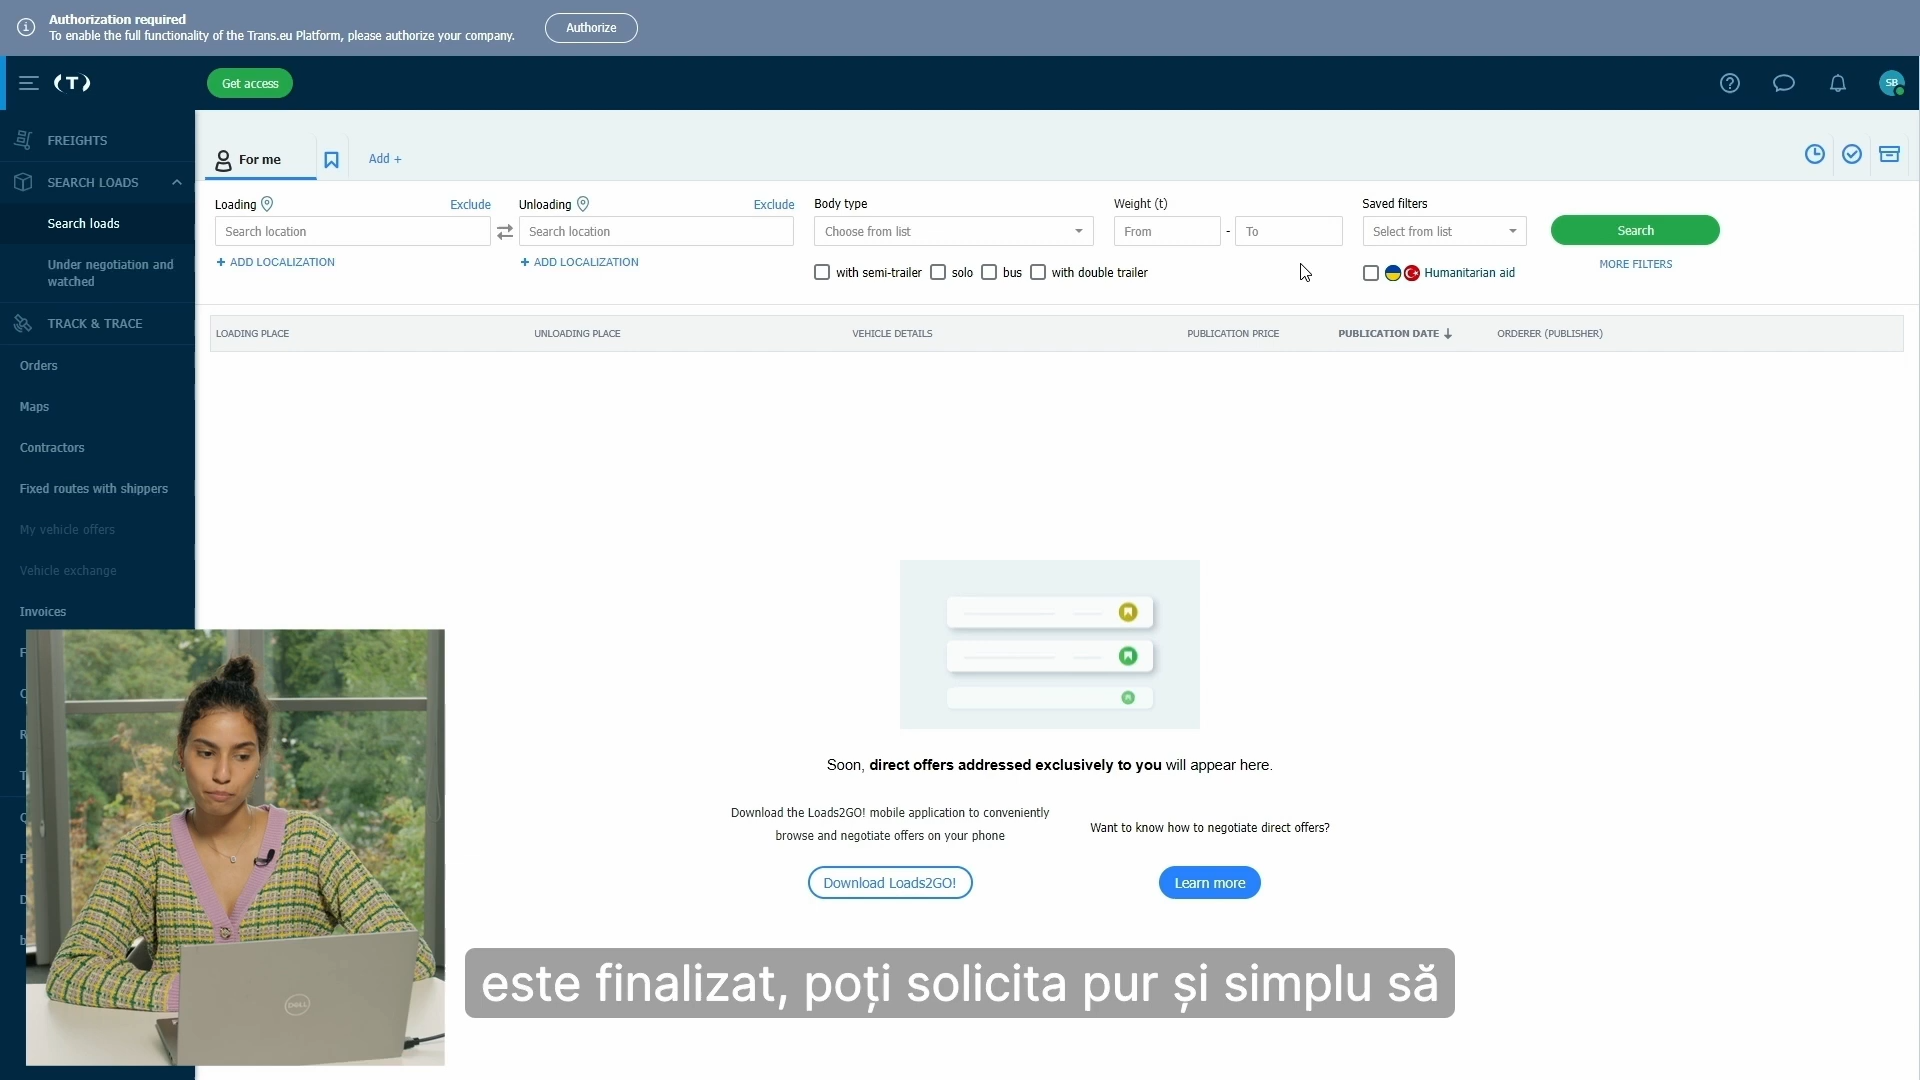 Authorization required
To enable the full functionality of the Trans.eu Platform, please authorize your company.
Authorize
(T)
Get access
SB
FREIGHTS
SEARCH LOADS
Search loads
Under negotiation and
watched
TRACK & TRACE
Orders
Maps
Contractors
Fixed routes with shippers
My vehicle offers
Vehicle exchange
Invoices
For me
Add +
Loading
Exclude
Unloading
Exclude
Body type
Weight (t)
Saved filters
Search location
Search location
Choose from list
From
-
To
Select from list
Search
+ ADD LOCALIZATION
+ ADD LOCALIZATION
with semi-trailer
solo
bus
with double trailer
Humanitarian aid
MORE FILTERS
LOADING PLACE
UNLOADING PLACE
VEHICLE DETAILS
PUBLICATION PRICE
PUBLICATION DATE
ORDERER (PUBLISHER)
Soon, direct offers addressed exclusively to you will appear here.
Download the Loads2GO! mobile application to conveniently
browse and negotiate offers on your phone
Want to know how to negotiate direct offers?
Download Loads2GO!
Learn more
DELL
este finalizat, poți solicita pur și simplu să